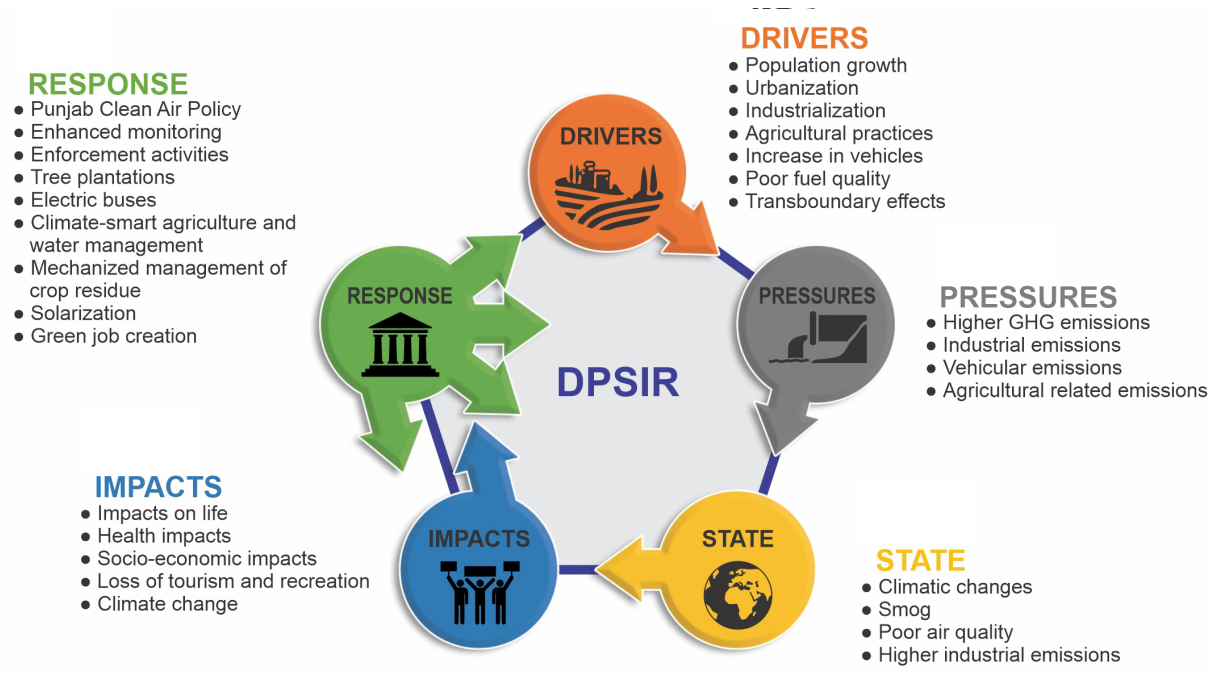 DRIVERS
● Population growth
● Urbanization
● Industrialization
● Agricultural practices
● Increase in vehicles
● Poor fuel quality
● Transboundary effects
RESPONSE
● Punjab Clean Air Policy
● Enhanced monitoring
● Enforcement activities
● Tree plantations
● Electric buses
● Climate-smart agriculture and
water management
● Mechanized management of
crop residue
● Solarization
● Green job creation
DRIVERS
RESPONSE
PRESSURES
DPSIR
IMPACTS
STATE
PRESSURES
● Higher GHG emissions
● Industrial emissions
● Vehicular emissions
● Agricultural related emissions
IMPACTS
● Impacts on life
● Health impacts
● Socio-economic impacts
● Loss of tourism and recreation
● Climate change
STATE
● Climatic changes
● Smog
● Poor air quality
● Higher industrial emissions